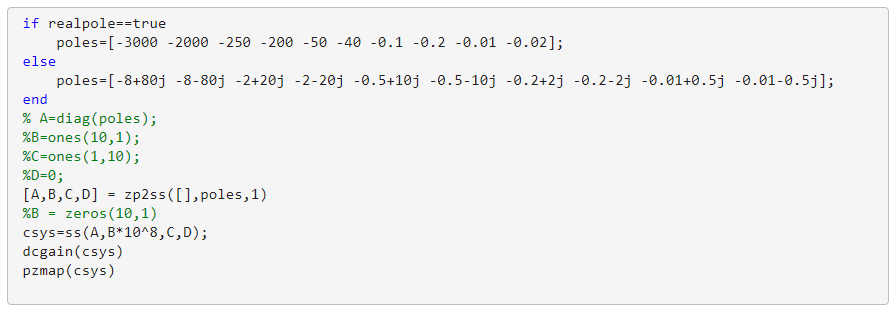 if realpole==true
    poles=[-3000 -2000 -250 -200 -50 -40 -0.1 -0.2 -0.01 -0.02];
else
    poles=[-8+80j -8-80j -2+20j -2-20j -0.5+10j -0.5-10j -0.2+2j -0.2-2j -0.01+0.5j -0.01-0.5j];
end
% A=diag(poles);
%B=ones(10,1);
%C=ones(1,10);
%D=0;
[A,B,C,D] = zp2ss([],poles,1)
%B = zeros(10,1)
csys=ss(A,B*10^8,C,D);
dcgain(csys)
pzmap(csys)